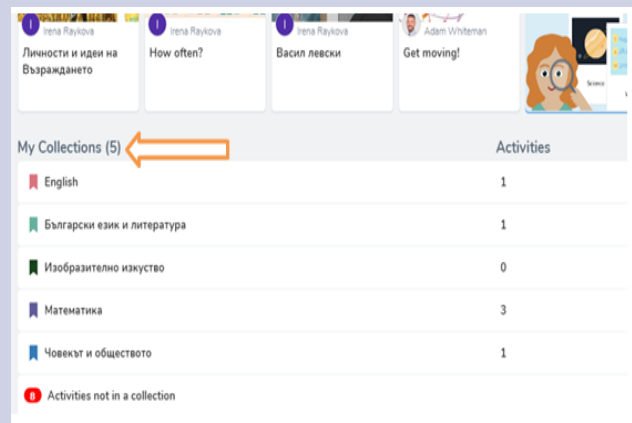 Irena Raykova
Личности и идеи на
Възраждането
Irena Raykova
How often?
Irena Raykova
Васил левски
Adam Whiteman
Get moving!
Science
My Collections (5)
Activities
English
1
Български език и литература
1
Изобразително изкуство
0
Математика
3
Човекът и обществото
1
8 Activities not in a collection